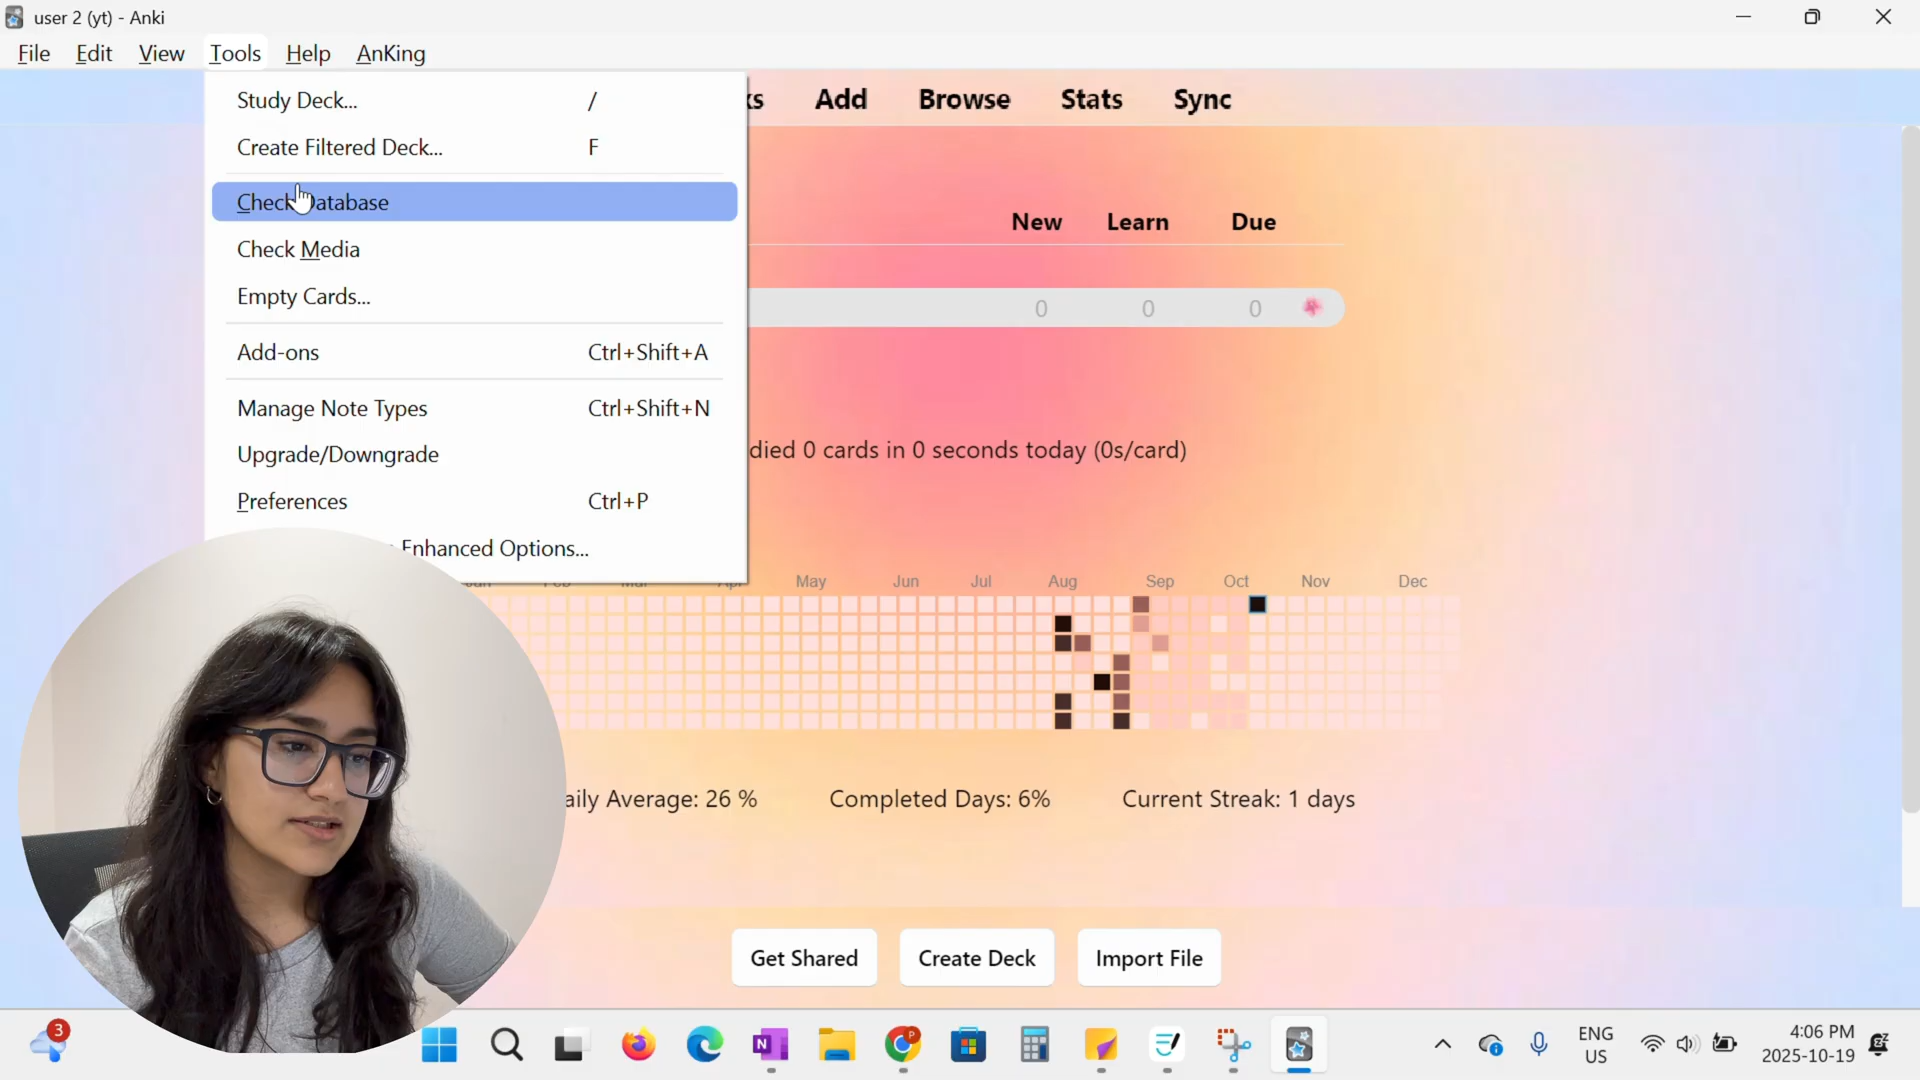 user 2 (yt) - Anki
File Edit View Tools Help AnKing
Study Deck... /
Create Filtered Deck... F
Check Database
Check Media
Empty Cards...
Add-ons Ctrl+Shift+A
Manage Note Types Ctrl+Shift+N
Upgrade/Downgrade
Preferences Ctrl+P
Enhanced Options...
ks Add Browse Stats Sync
New Learn Due
0 0 0
died 0 cards in 0 seconds today (0s/card)
May Jun Jul Aug Sep Oct Nov Dec
aily Average: 26 % Completed Days: 6% Current Streak: 1 days
Get Shared Create Deck Import File
3
N
P
ENG
US
4:06 PM
2025-10-19